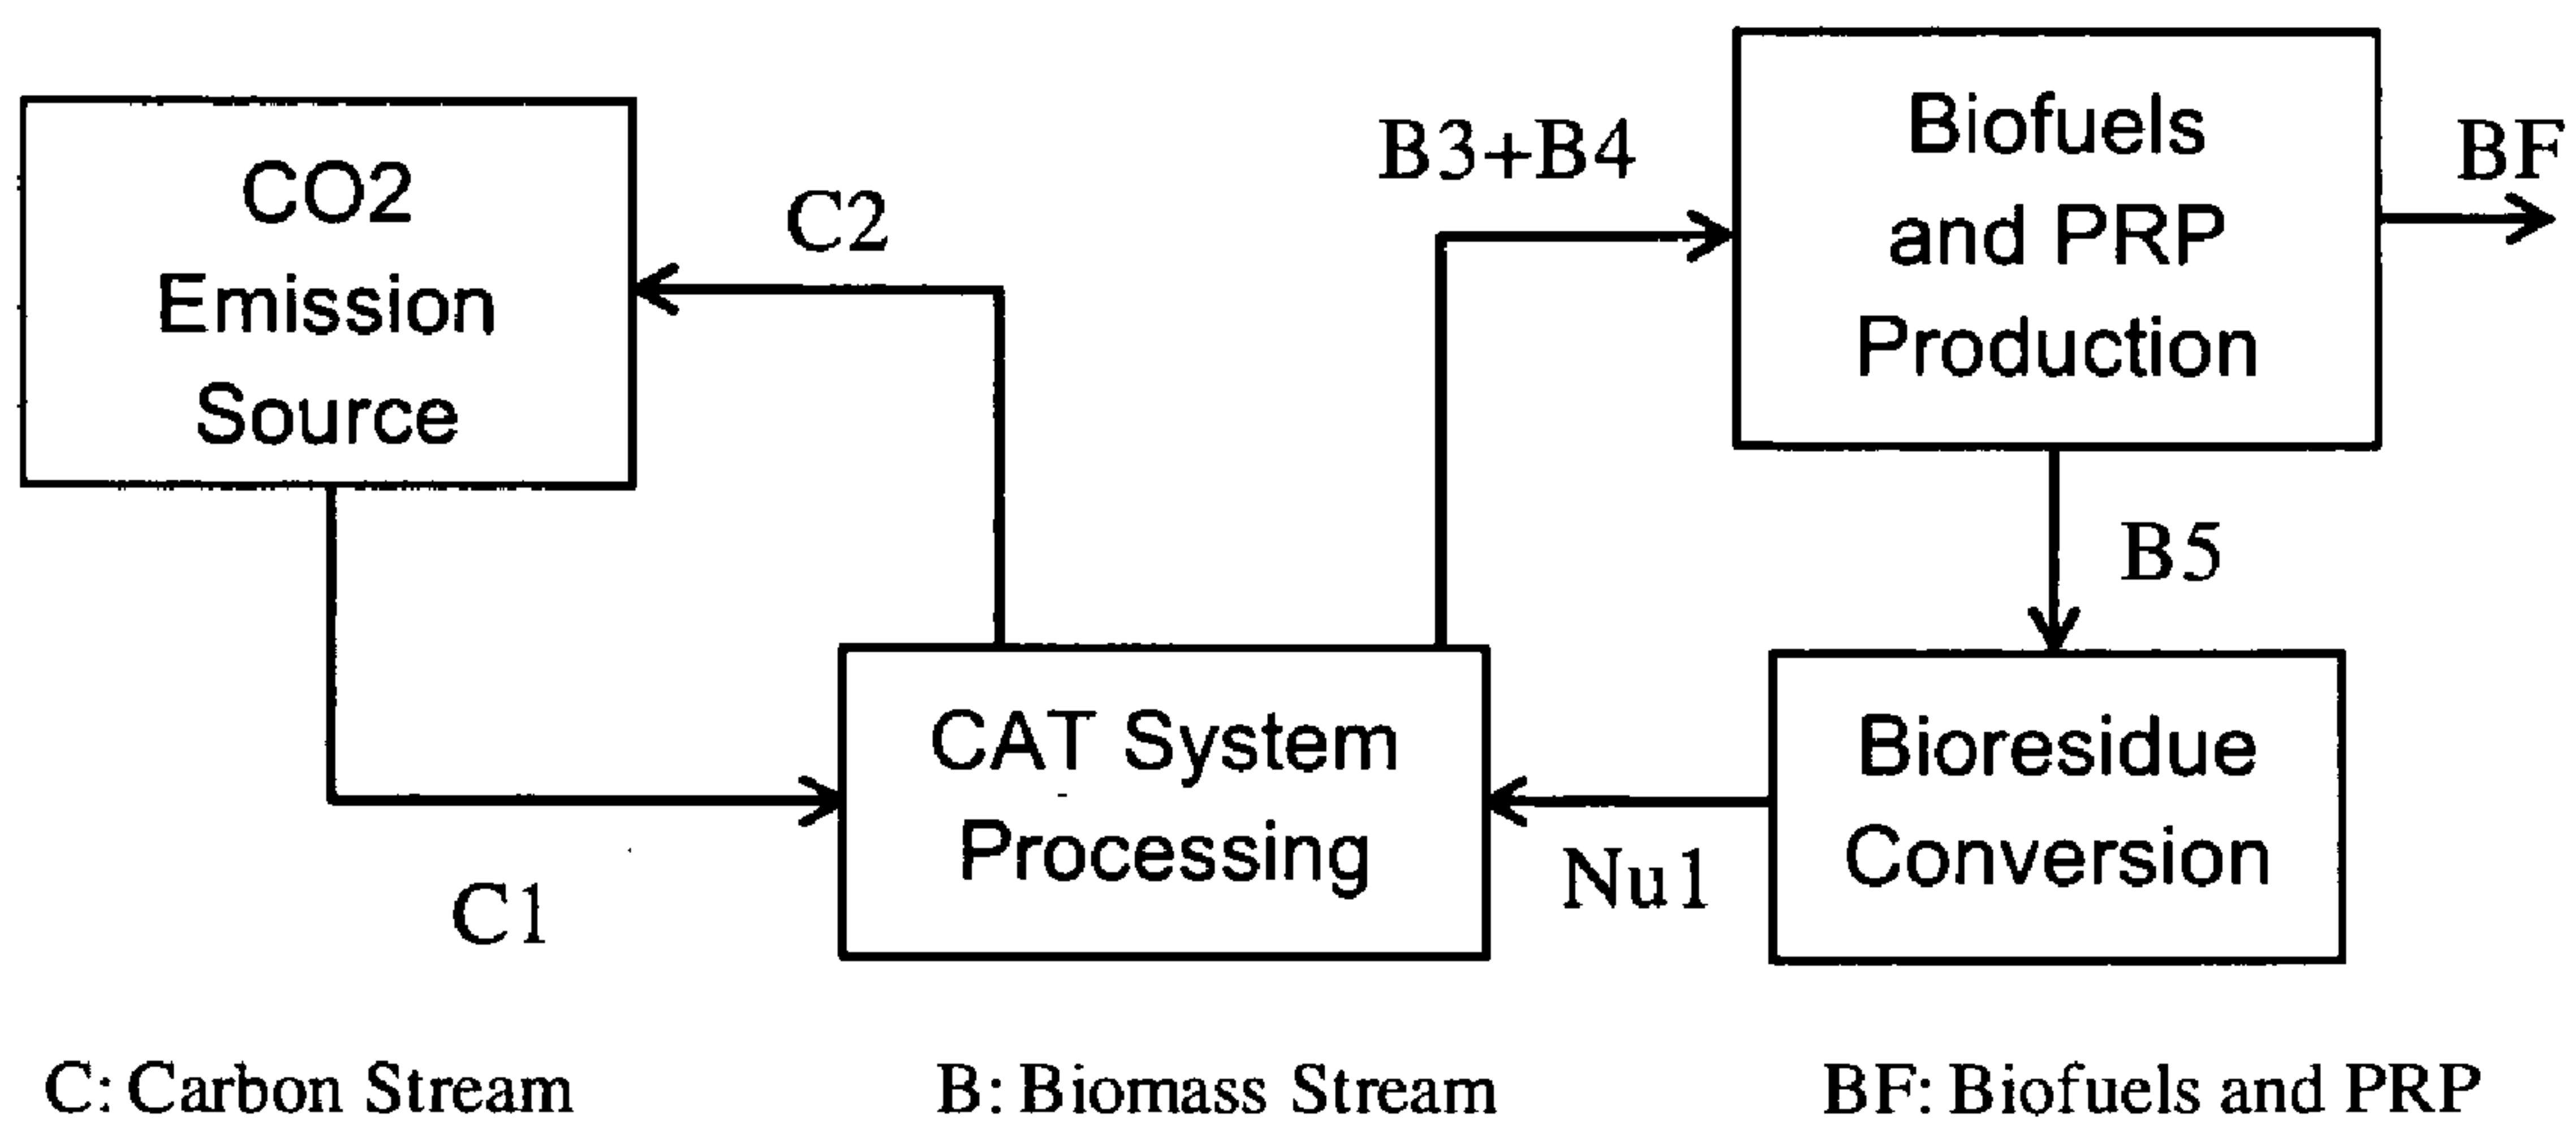 CO2
Emission
Source
C2
C1
CAT System
Processing
B3+B4
Biofuels
and PRP
Production
BF
B5
Bioresidue
Conversion
Nu1
C: Carbon Stream
B: Biomass Stream
BF: Biofuels and PRP